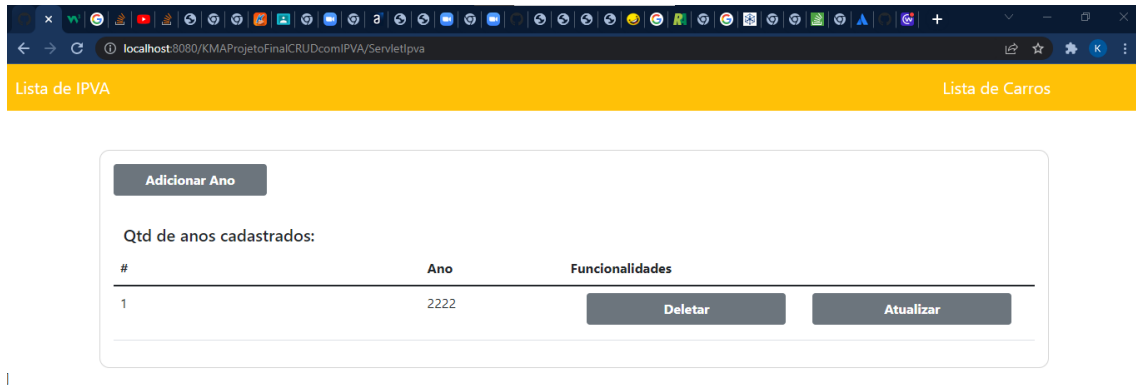 localhost:8080/KMAProjetoFinalCRUDcomIPVA/ServletIpva
K
Lista de IPVA Lista de Carros
Adicionar Ano
Qtd de anos cadastrados:
# Ano Funcionalidades
1 2222 Deletar Atualizar